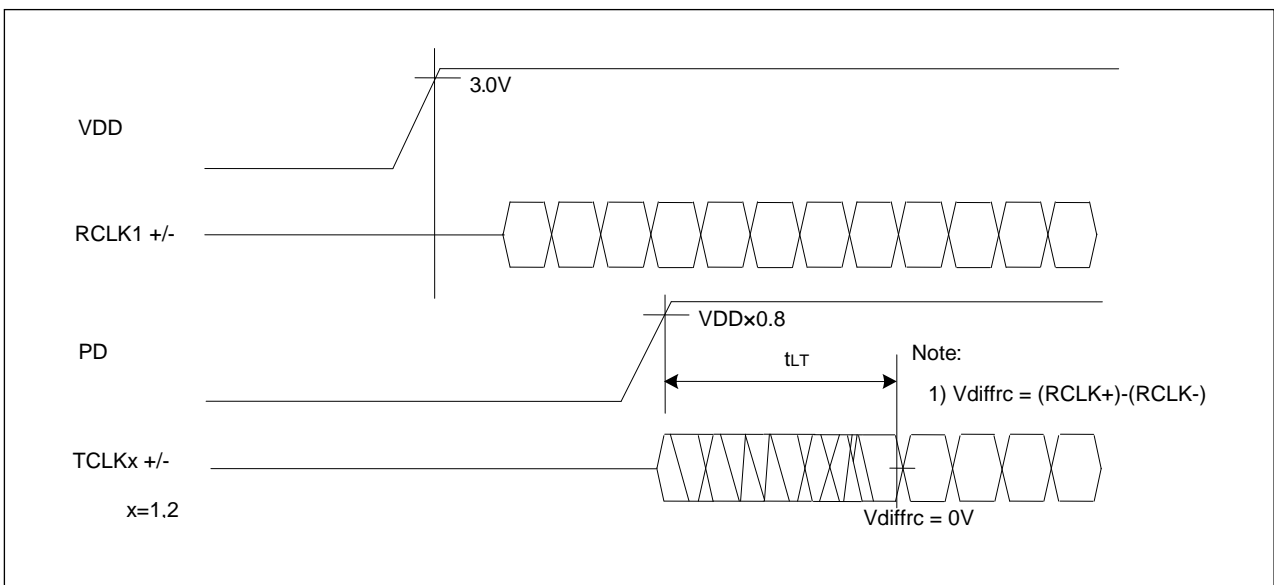 3.0V
VDD
RCLK1 +/-
VDD×0.8
PD
tLT
Note:
1) Vdiffrc = (RCLK+)-(RCLK-)
TCLKx +/-
x=1,2
Vdiffrc = 0V